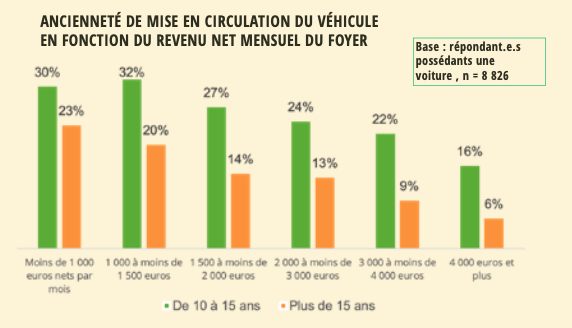 ANCIENNETÉ DE MISE EN CIRCULATION DU VÉHICULE
EN FONCTION DU REVENU NET MENSUEL DU FOYER
Base : répondant.e.s
possédants une
voiture , n = 8 826
30%
23%
32%
20%
27%
14%
24%
13%
22%
9%
16%
6%
Moins de 1 000
euros nets par
mois
1 000 à moins de
1 500 euros
1 500 à moins de
2 000 euros
2 000 à moins de
3 000 euros
3 000 à moins de
4 000 euros
4 000 euros et
plus
De 10 à 15 ans
Plus de 15 ans